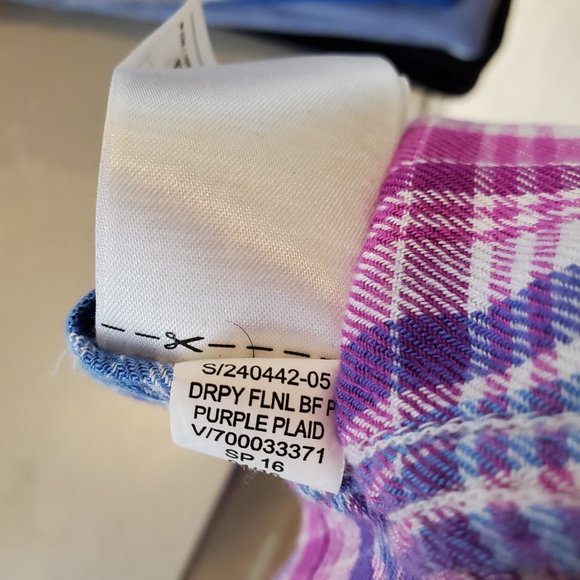 S/240442-05
DRPY FLNL BF P
PURPLE PLAID
V/700033371
SP 16